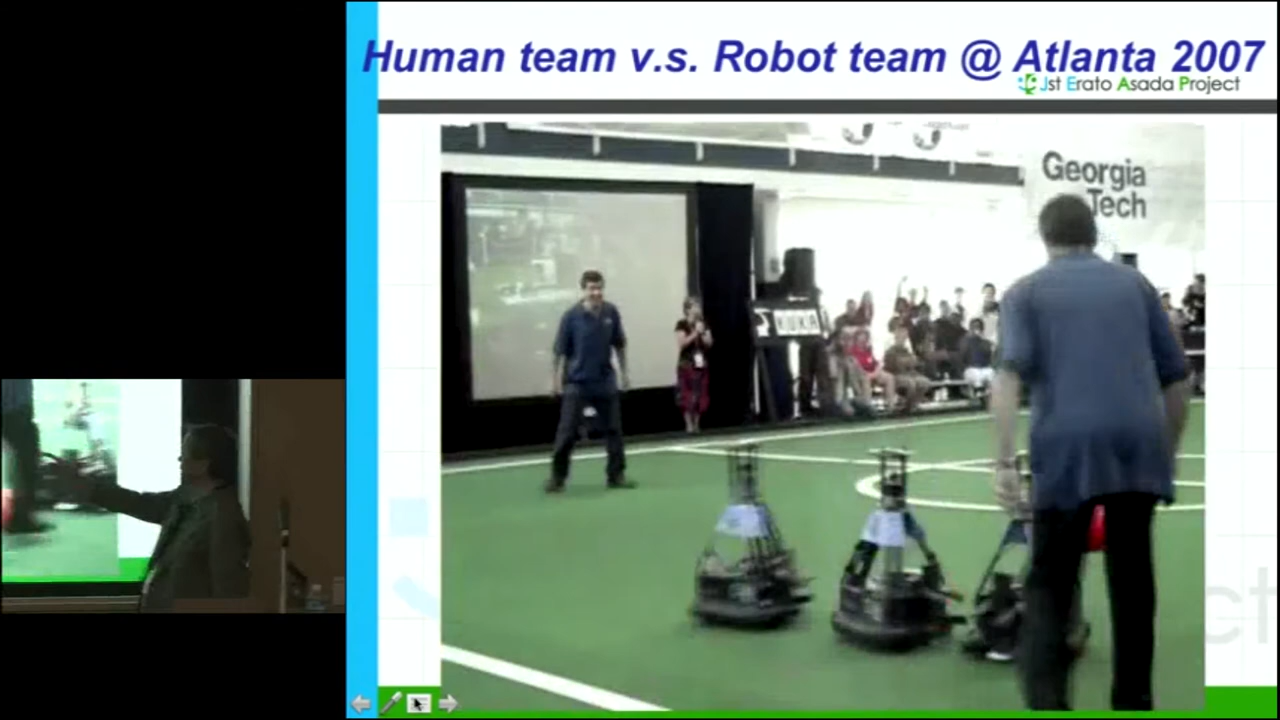 Human team v.s. Robot team @ Atlanta 2007
Jst Erato Asada Project
Georgia
Tech
KUKA